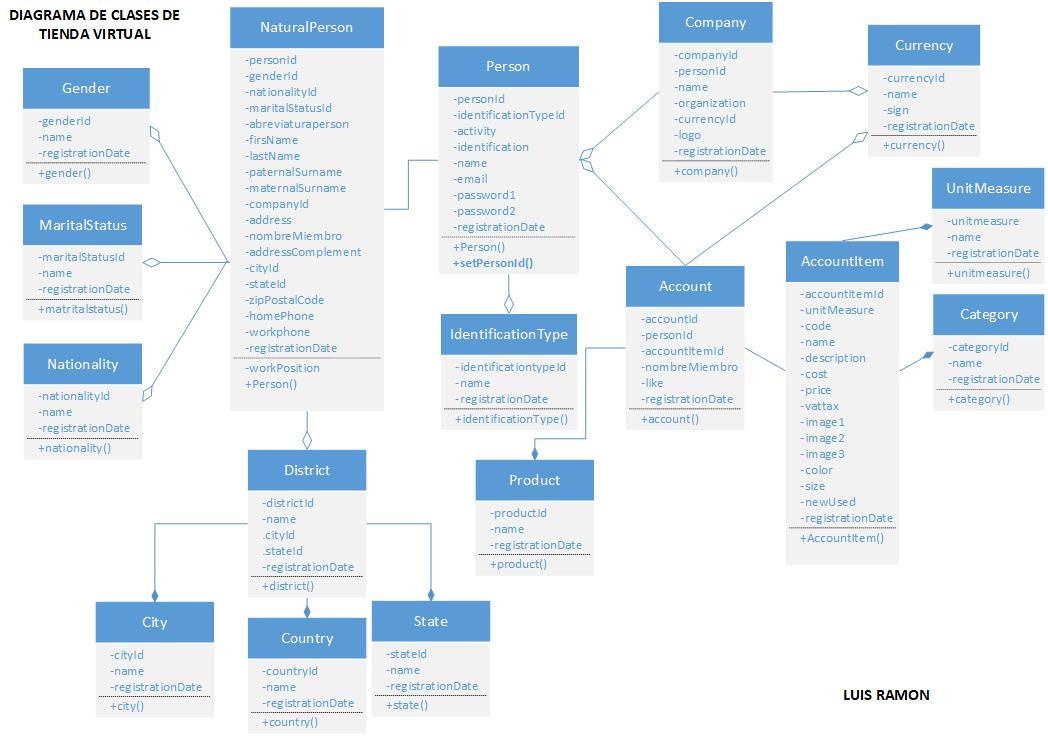 DIAGRAMA DE CLASES DE
TIENDA VIRTUAL
Gender
-genderId
-name
-registrationDate
+gender()
MaritalStatus
-maritalStatusId
-name
-registrationDate
+matritalstatus()
Nationality
-nationalityId
-name
-registrationDate
+nationality()
NaturalPerson
-personId
-genderId
-nationalityId
-maritalStatusId
-abreviaturaperson
-firsName
-lastName
-paternalSurname
-maternalSurname
-companyId
-address
-nombreMiembro
-addressComplement
-cityId
-stateId
-zipPostalCode
-homePhone
-workphone
-registrationDate
-workPosition
+Person()
Person
-personId
-identificationTypeId
-activity
-identification
-name
-email
-password1
-password2
-registrationDate
+Person()
+setPersonId()
IdentificationType
-identificationtypeId
-name
-registrationDate
+identificationType()
Company
-companyId
-personId
-name
-organization
-currencyId
-logo
-registrationDate
+company()
Currency
-currencyId
-name
-sign
-registrationDate
+currency()
UnitMeasure
-unitmeasure
-name
-registrationDate
+unitmeasure()
Account
-accountId
-personId
-accountItemId
-nombreMiembro
-like
-registrationDate
+account()
AccountItem
-accountItemId
-unitMeasure
-code
-name
-description
-cost
-price
-vattax
-image1
-image2
-image3
-color
-size
-newUsed
-registrationDate
+AccountItem()
Category
-categoryId
-name
-registrationDate
+category()
Product
-productId
-name
-registrationDate
+product()
District
-districtId
-name
.cityId
.stateId
-registrationDate
+district()
City
-cityId
-name
-registrationDate
+city()
Country
-countryId
-name
-registrationDate
+country()
State
-stateId
-name
-registrationDate
+state()
LUIS RAMON